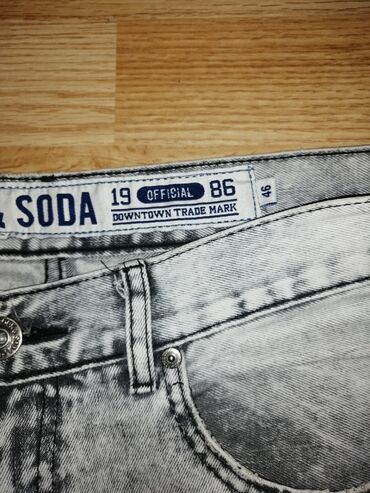 & SODA
19 OFFICIAL 86
DOWNTOWN TRADE MARK
46